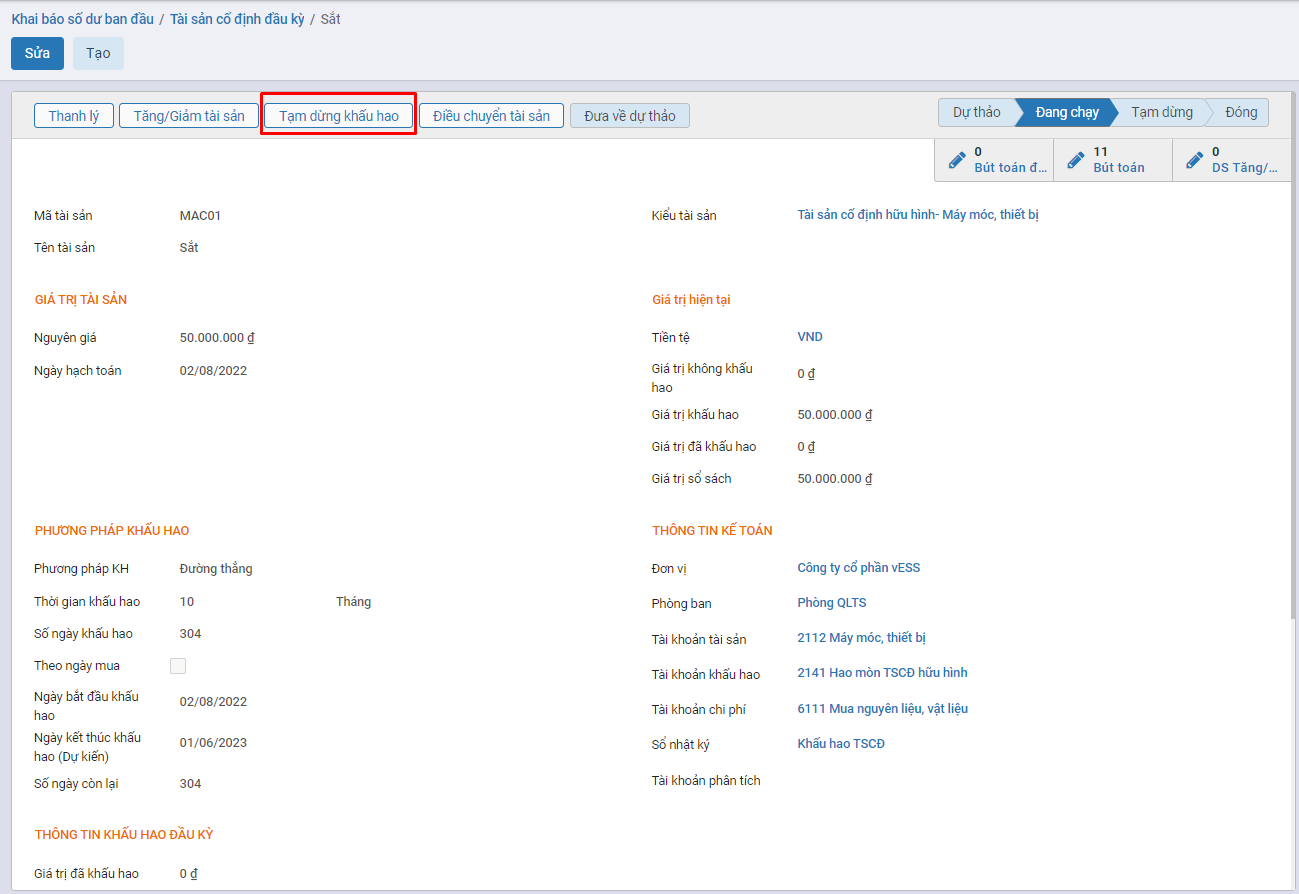 Khai báo số dư ban đầu / Tài sản cố định đầu kỳ / Sắt
Sửa Tạo
Thanh lý Tăng/Giảm tài sản Tạm dừng khấu hao Điều chuyển tài sản Đưa về dự thảo Dự thảo Đang chạy Tạm dừng Đóng
0 11 0
Bút toán đ... Bút toán DS Tăng/...
Mã tài sản MAC01 Kiểu tài sản Tài sản cố định hữu hình- Máy móc, thiết bị
Tên tài sản Sắt
GIÁ TRỊ TÀI SẢN Giá trị hiện tại
Nguyên giá 50.000.000 ₫ Tiền tệ VND
Ngày hạch toán 02/08/2022 Giá trị không khấu
hao 0 ₫
Giá trị khấu hao 50.000.000 ₫
Giá trị đã khấu hao 0 ₫
Giá trị sổ sách 50.000.000 ₫
PHƯƠNG PHÁP KHẤU HAO THÔNG TIN KẾ TOÁN
Phương pháp KH Đường thẳng Đơn vị Công ty cổ phần vESS
Thời gian khấu hao 10 Tháng Phòng ban Phòng QLTS
Số ngày khấu hao 304 Tài khoản tài sản 2112 Máy móc, thiết bị
Theo ngày mua Tài khoản khấu hao 2141 Hao mòn TSCĐ hữu hình
Ngày bắt đầu khấu
hao 02/08/2022 Tài khoản chi phí 6111 Mua nguyên liệu, vật liệu
Ngày kết thúc khấu
hao (Dự kiến) 01/06/2023 Sổ nhật ký Khấu hao TSCĐ
Số ngày còn lại 304 Tài khoản phân tích
THÔNG TIN KHẤU HAO ĐẦU KỲ
Giá trị đã khấu hao 0 ₫